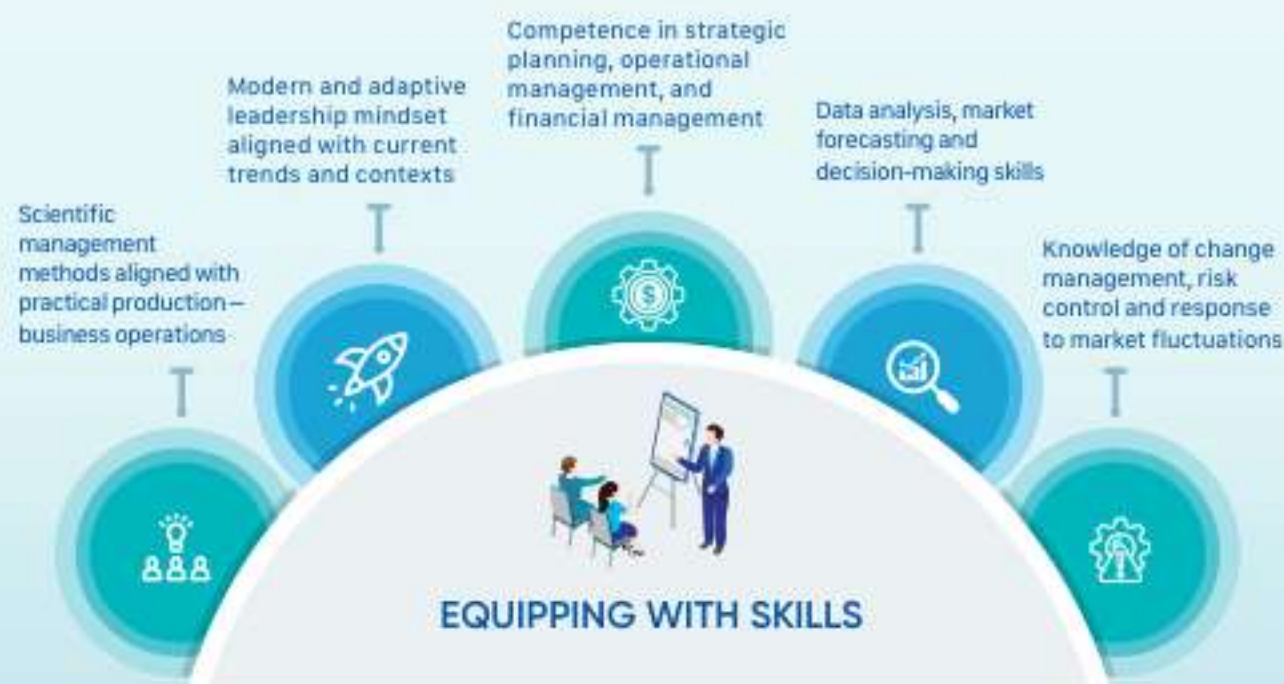 Scientific
management
methods aligned with
practical production–
business operations
Modern and adaptive
leadership mindset
aligned with current
trends and contexts
Competence in strategic
planning, operational
management, and
financial management
Data analysis, market
forecasting and
decision-making skills
Knowledge of change
management, risk
control and response
to market fluctuations
$
EQUIPPING WITH SKILLS